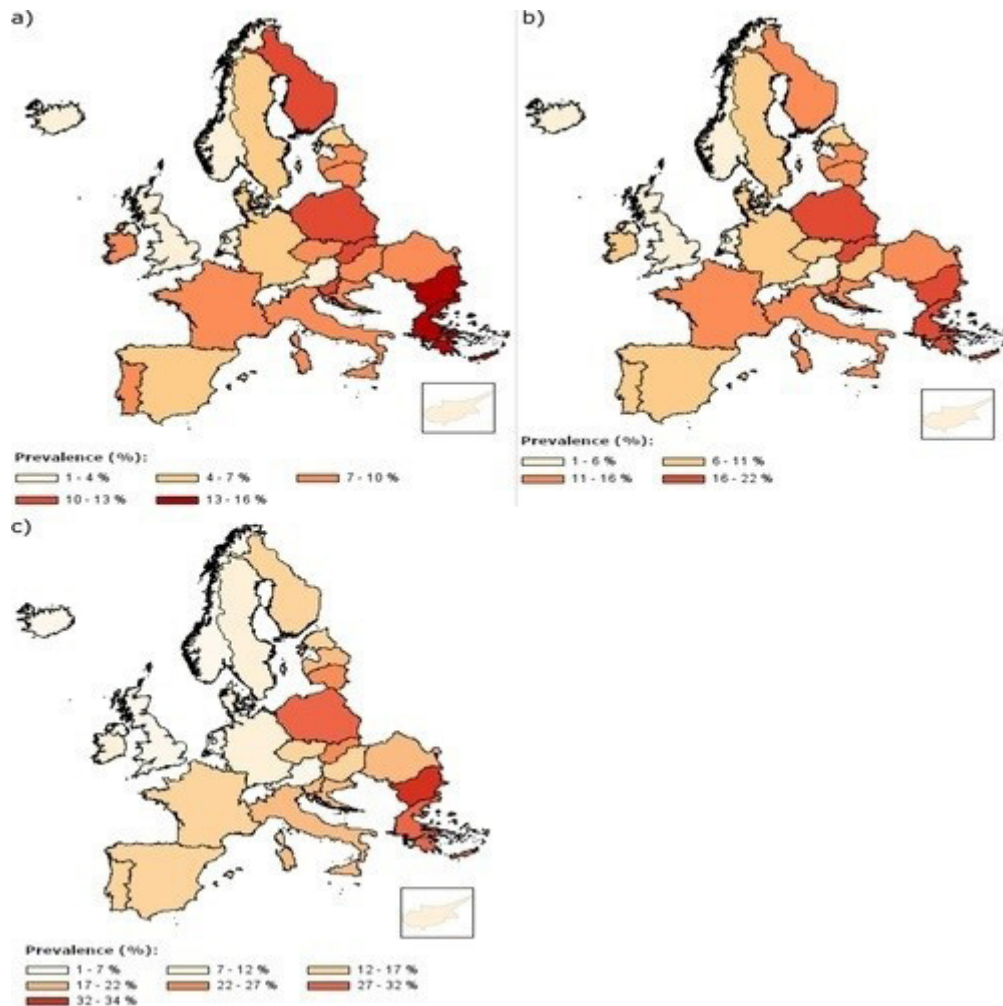 a)
b)
Prevalence (%):
1 - 4 %
4 - 7 %
7 - 10 %
10 - 13 %
13 - 16 %
Prevalence (%):
1 - 6 %
6 - 11 %
11 - 16 %
16 - 22 %
c)
Prevalence (%):
1 - 7 %
7 - 12 %
12 - 17 %
17 - 22 %
22 - 27 %
27 - 32 %
32 - 34 %